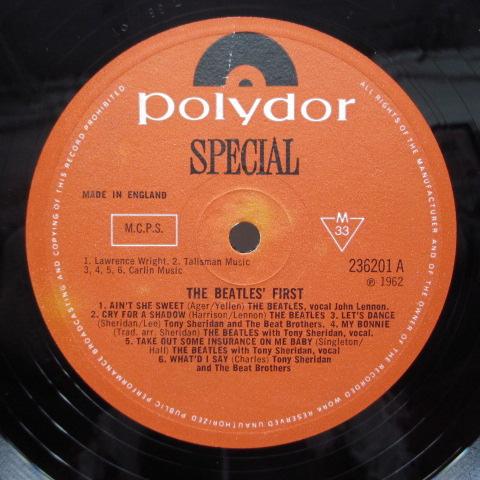 polydor
SPECIAL
MADE IN ENGLAND
M.C.P.S.
M
33
1. Lawrence Wright. 2. Talisman Music
3, 4, 5, 6. Carlin Music
236201 A
℗ 1962
THE BEATLES' FIRST
1. AIN'T SHE SWEET (Ager/Yellen) THE BEATLES, vocal John Lennon.
2. CRY FOR A SHADOW (Harrison/Lennon) THE BEATLES 3. LET'S DANCE
(Sheridan/Lee) Tony Sheridan and The Beat Brothers. 4. MY BONNIE
(Trad. arr. Sheridan) THE BEATLES with Tony Sheridan, vocal.
5. TAKE OUT SOME INSURANCE ON ME BABY (Singleton/
Hall) THE BEATLES with Tony Sheridan, vocal
6. WHAT'D I SAY (Charles) Tony Sheridan
and The Beat Brothers
ALL RIGHTS OF THE MANUFACTURER AND OF THE OWNER OF THE RECORDED WORK RESERVED UNAUTHORIZED PUBLIC PERFORMANCE BROADCASTING AND COPYING OF THIS RECORD PROHIBITED